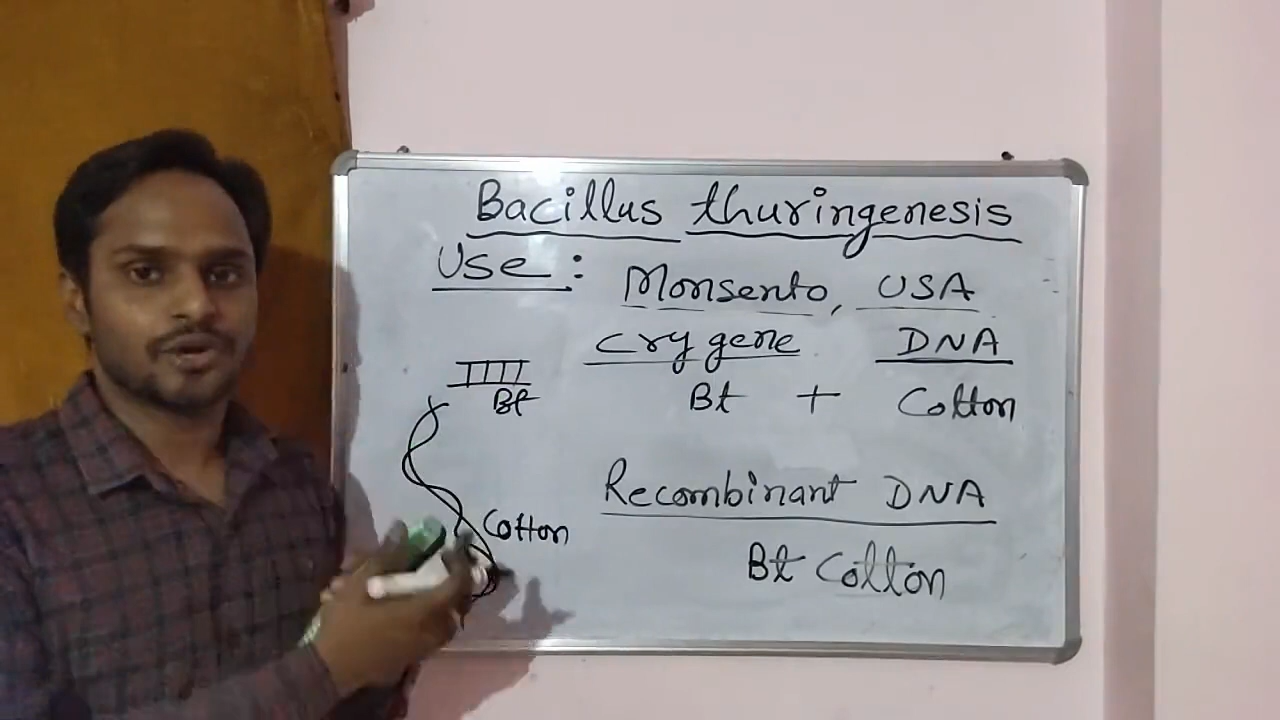 Bacillus thuringenesis
Use :
Monsento, USA
cry gene DNA
Bt
Bt + Cotton
Cotton
Recombinant DNA
Bt Cotton